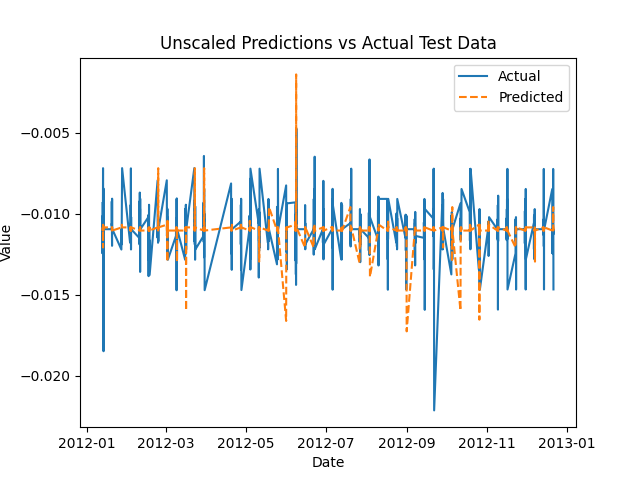 Unscaled Predictions vs Actual Test Data
Actual
Predicted
−0.005
−0.010
−0.015
−0.020
Value
2012-01 2012-03 2012-05 2012-07 2012-09 2012-11 2013-01
Date